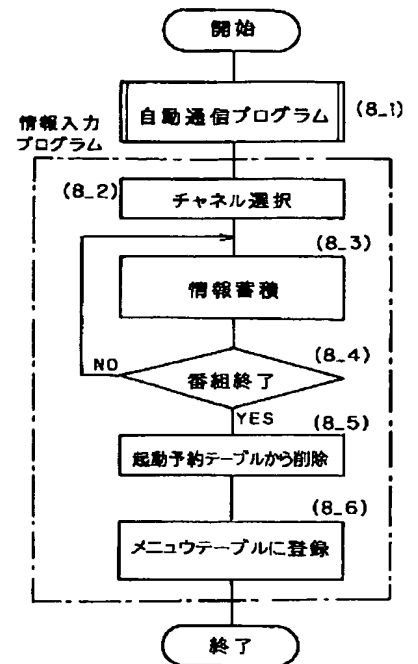 開始
自動通信プログラム
(8_1)
情報入力
プログラム
(8_2)
チャネル選択
(8_3)
情報蓄積
(8_4)
番組終了
NO
YES
(8_5)
起動予約テーブルから削除
(8_6)
メニュウテーブルに登録
終了